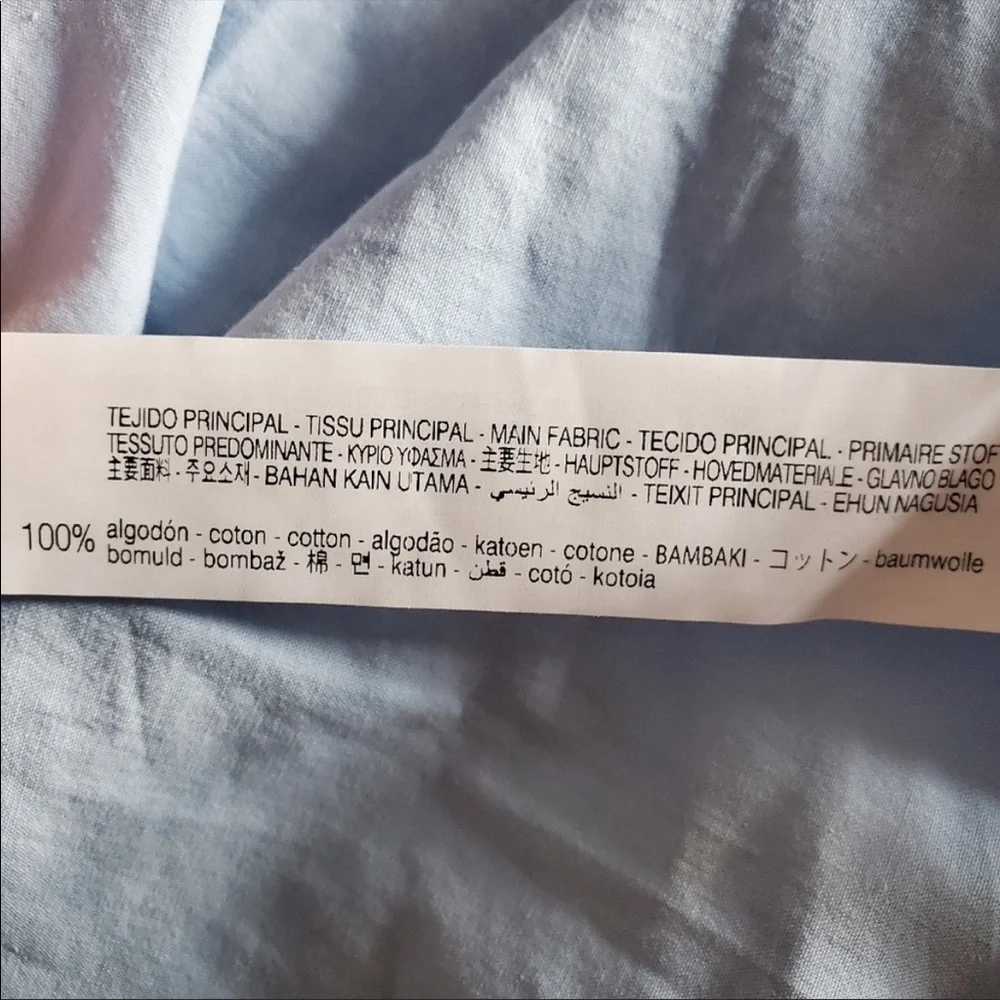 TEJIDO PRINCIPAL - TISSU PRINCIPAL - MAIN FABRIC - TECIDO PRINCIPAL - PRIMAIRE STOF
TESSUTO PREDOMINANTE - ΚΥΡΙΟ ΥΦΑΣΜΑ - 主要生地 - HAUPTSTOFF - HOVEDMATERIALE - GLAVNO BLAGO
主要面料 - 주요소재 - BAHAN KAIN UTAMA - النسيج الرئيسي - TEIXIT PRINCIPAL - EHUN NAGUSIA
100% algodón - coton - cotton - algodão - katoen - cotone - BAMBAKI - コットン - baumwolle
bomuld - bombaž - 棉 - 면 - katun - قطن - cotó - kotoia